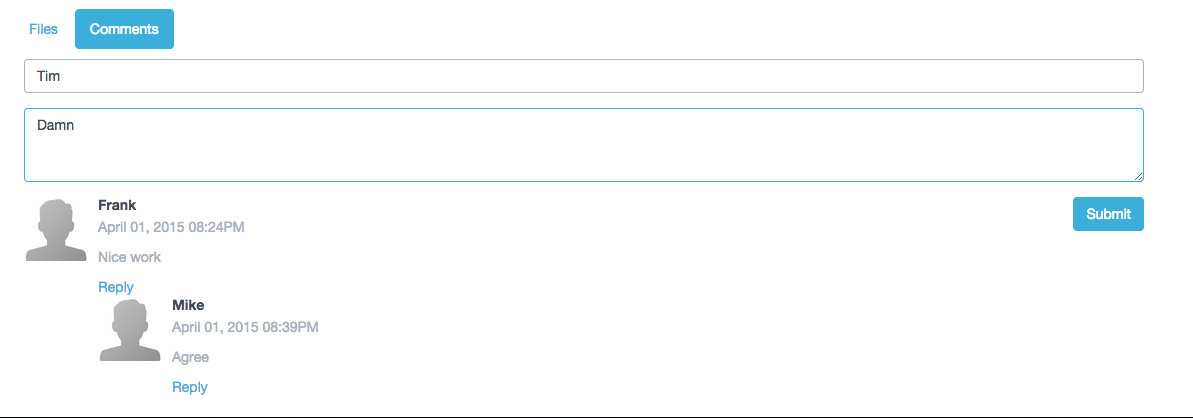 Files Comments
Tim
Damn
Frank
Submit
April 01, 2015 08:24PM
Nice work
Reply
Mike
April 01, 2015 08:39PM
Agree
Reply